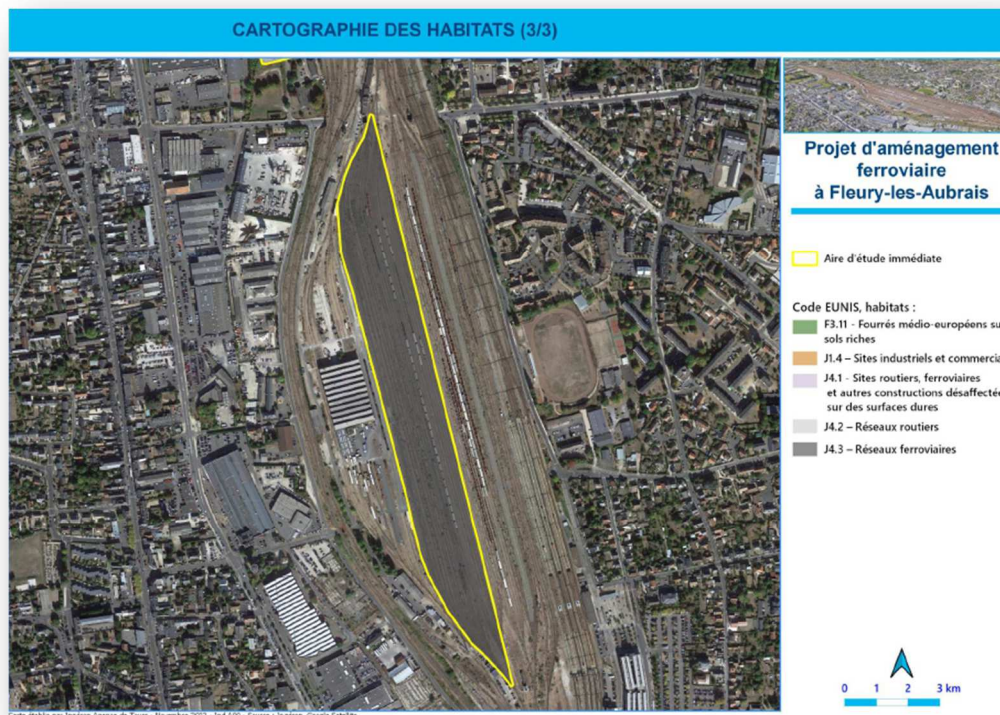 CARTOGRAPHIE DES HABITATS (3/3)
Projet d'aménagement
ferroviaire
à Fleury-les-Aubrais
Aire d'étude immédiate
Code EUNIS, habitats :
F3.11 - Fourrés médio-européens su
sols riches
J1.4 – Sites industriels et commercia
J4.1 - Sites routiers, ferroviaires
et autres constructions désaffectée
sur des surfaces dures
J4.2 – Réseaux routiers
J4.3 – Réseaux ferroviaires
0 1 2 3 km